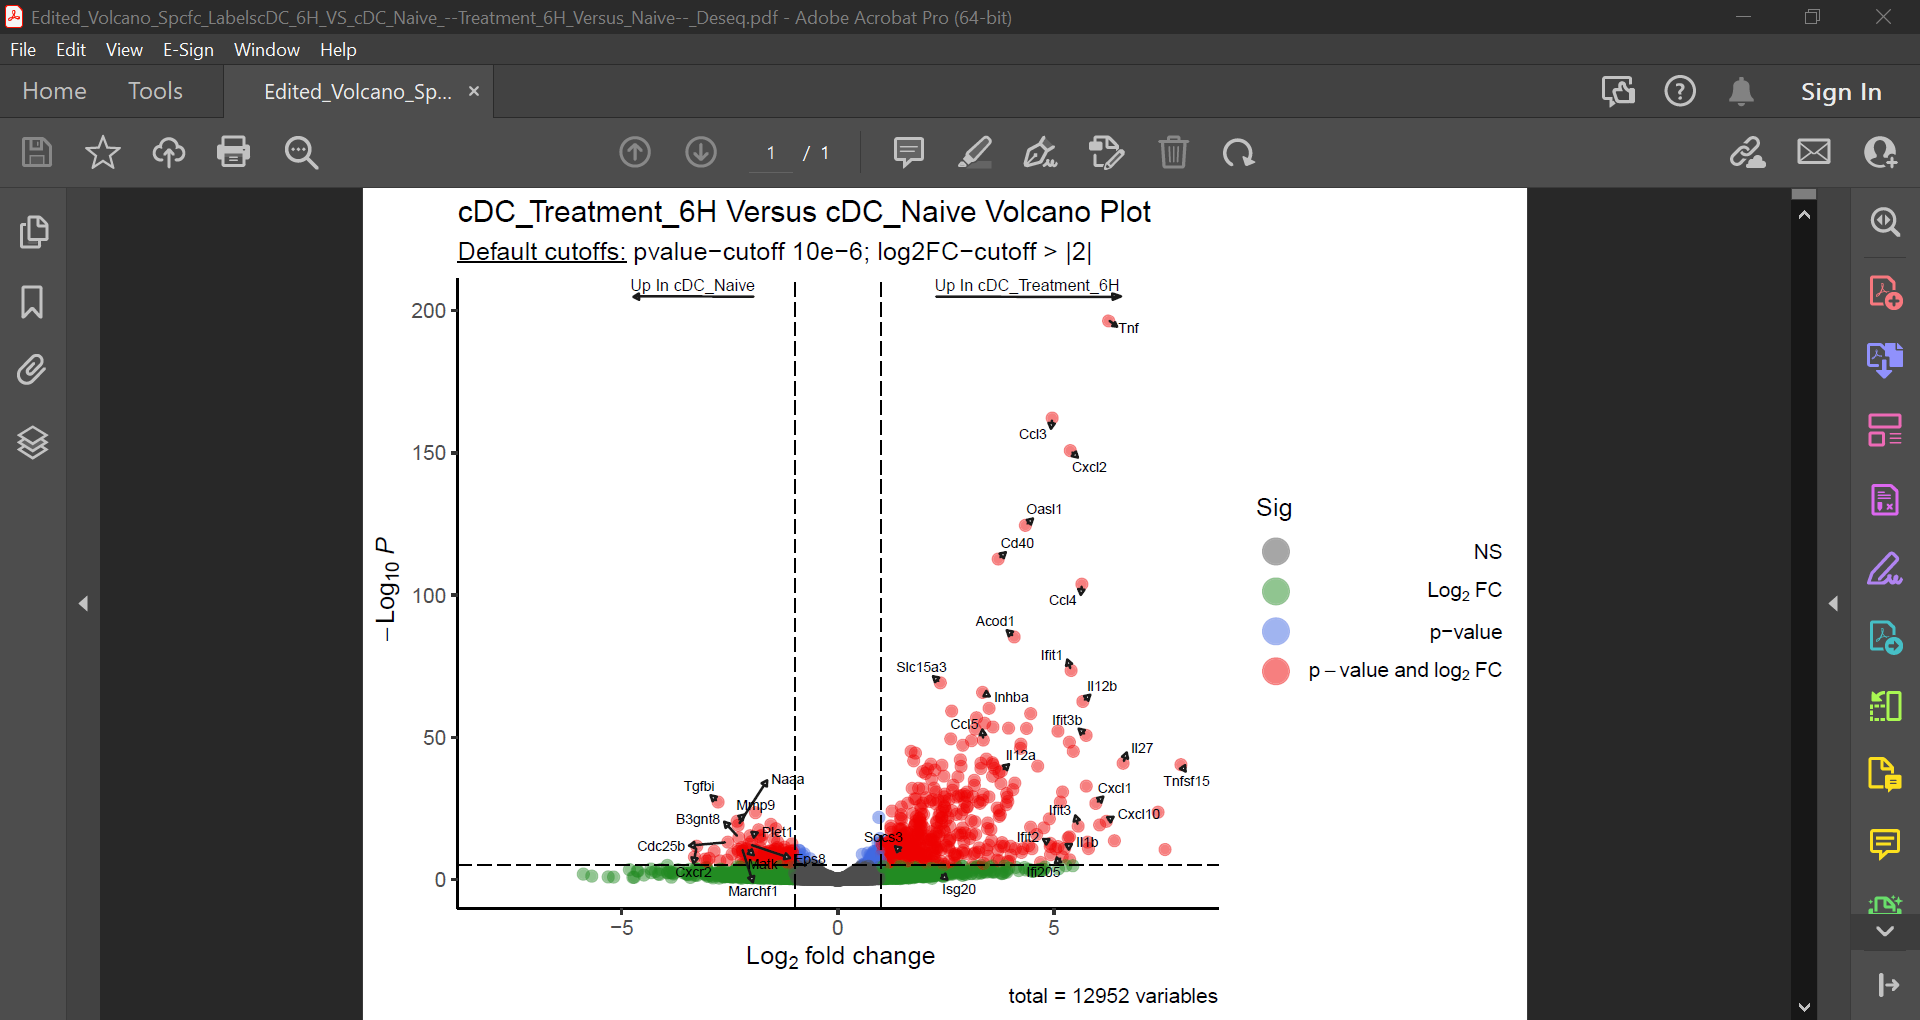 Edited_Volcano_Spcfc_LabelscDC_6H_VS_cDC_Naive_--Treatment_6H_Versus_Naive--_Deseq.pdf - Adobe Acrobat Pro (64-bit)
File Edit View E-Sign Window Help
Home Tools Edited_Volcano_Sp... × Sign In
1 / 1
cDC_Treatment_6H Versus cDC_Naive Volcano Plot
Default cutoffs: pvalue−cutoff 10e−6; log2FC−cutoff > |2|
Up In cDC_Naive
Up In cDC_Treatment_6H
200
150
100
50
0
−Log10 P
Tnf
Ccl3
Cxcl2
Oasl1
Cd40
Ccl4
Acod1
Ifit1
Slc15a3
Il12b
Inhba
Ccl5
Ifit3b
Il27
Il12a
Tnfsf15
Naaa
Tgfbi
Cxcl1
Mmp9
Ifit3
Cxcl10
B3gnt8
Plet1
Socs3
Ifit2
Il1b
Cdc25b
Eps8
Matk
Cxcr2
Ifi205
Marchf1
Isg20
−5
0
5
Log2 fold change
Sig
NS
Log2 FC
p−value
p − value and log2 FC
total = 12952 variables